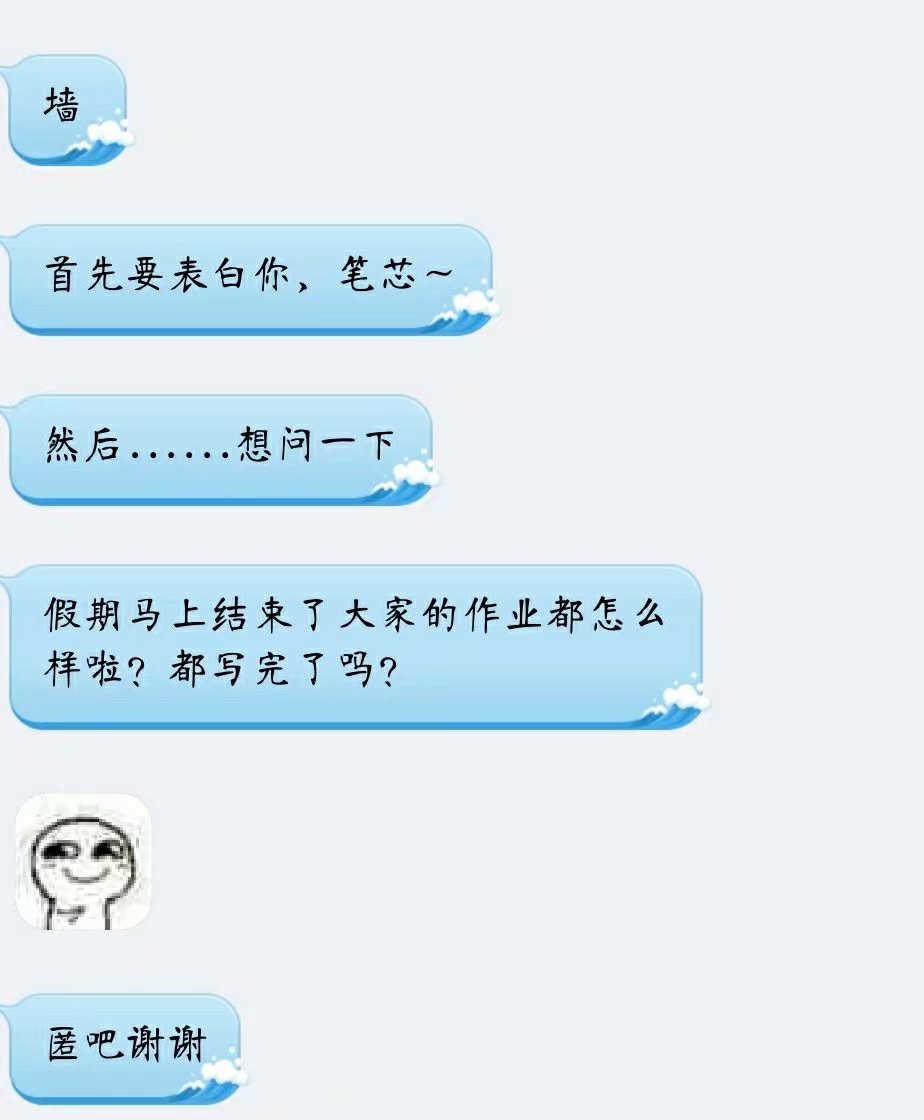 墙
首先要表白你，笔芯～
然后......想问一下
假期马上结束了大家的作业都怎么
样啦？都写完了吗？
匿吧谢谢